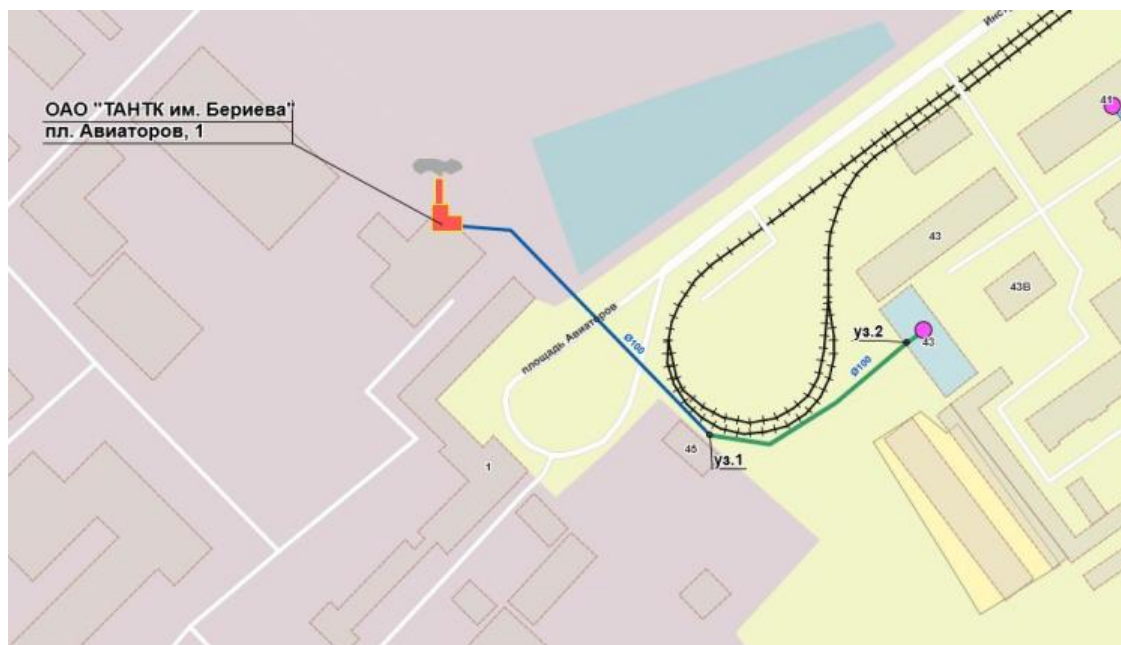 ОАО "ТАНТК им. Бериева"
пл. Авиаторов, 1
41
43
43В
площадь Авиаторов
Ø100
уз.2
43
Ø100
45
уз.1
1